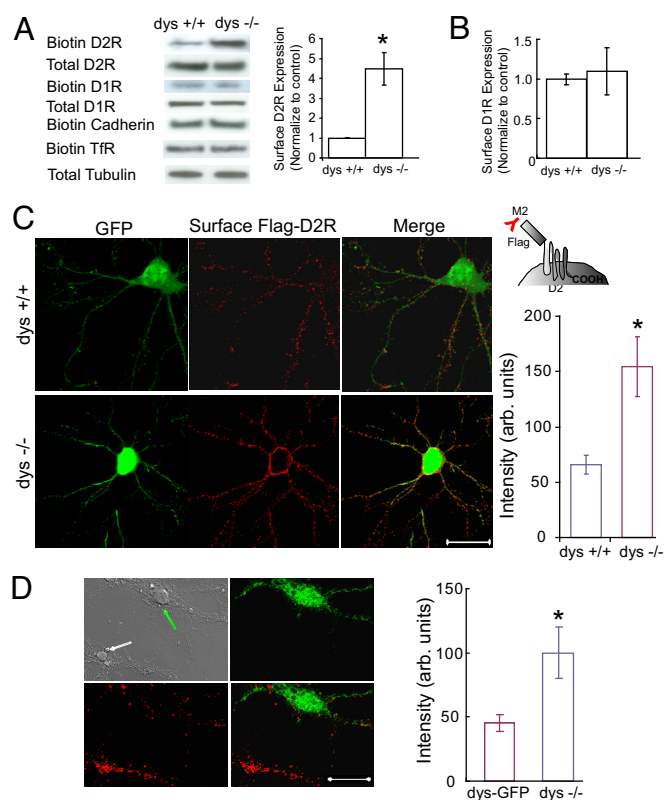 A
dys +/+ dys -/-
Biotin D2R
Total D2R
Biotin D1R
Total D1R
Biotin Cadherin
Biotin TfR
Total Tubulin
Surface D2R Expression
(Normalize to control)
6
5
4
3
2
1
0
*
dys +/+ dys -/-
B
Surface D1R Expression
(Normalize to control)
1.5
1.0
0.5
0
dys +/+ dys -/-
C
GFP Surface Flag-D2R Merge
dys +/+
dys -/-
M2
Flag
COOH
D2
Intensity (arb. units)
200
150
100
50
0
*
dys +/+ dys -/-
D
Intensity (arb. units)
150
100
50
0
*
dys-GFP dys -/-